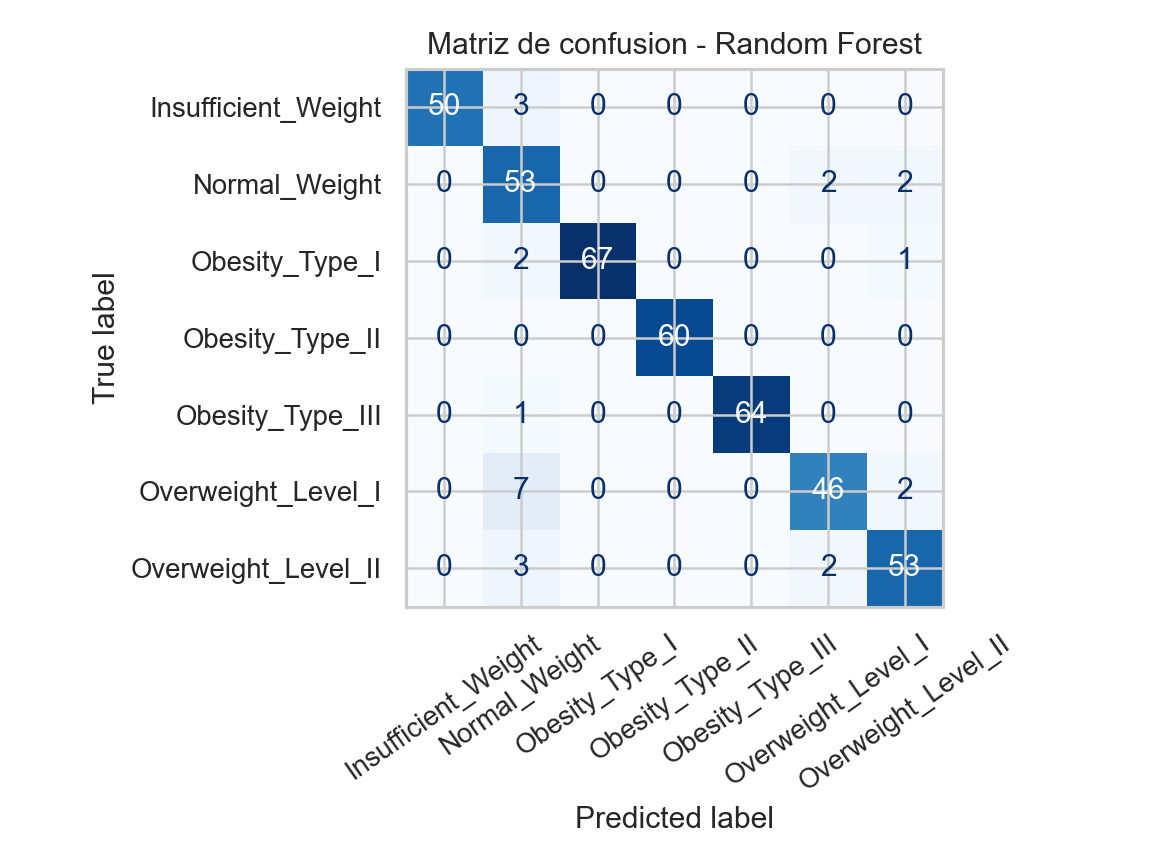 Matriz de confusion - Random Forest
True label
Insufficient_Weight 50 3 0 0 0 0 0
Normal_Weight 0 53 0 0 0 2 2
Obesity_Type_I 0 2 67 0 0 0 1
Obesity_Type_II 0 0 0 60 0 0 0
Obesity_Type_III 0 1 0 0 64 0 0
Overweight_Level_I 0 7 0 0 0 46 2
Overweight_Level_II 0 3 0 0 0 2 53
Insufficient_Weight
Normal_Weight
Obesity_Type_I
Obesity_Type_II
Obesity_Type_III
Overweight_Level_I
Overweight_Level_II
Predicted label